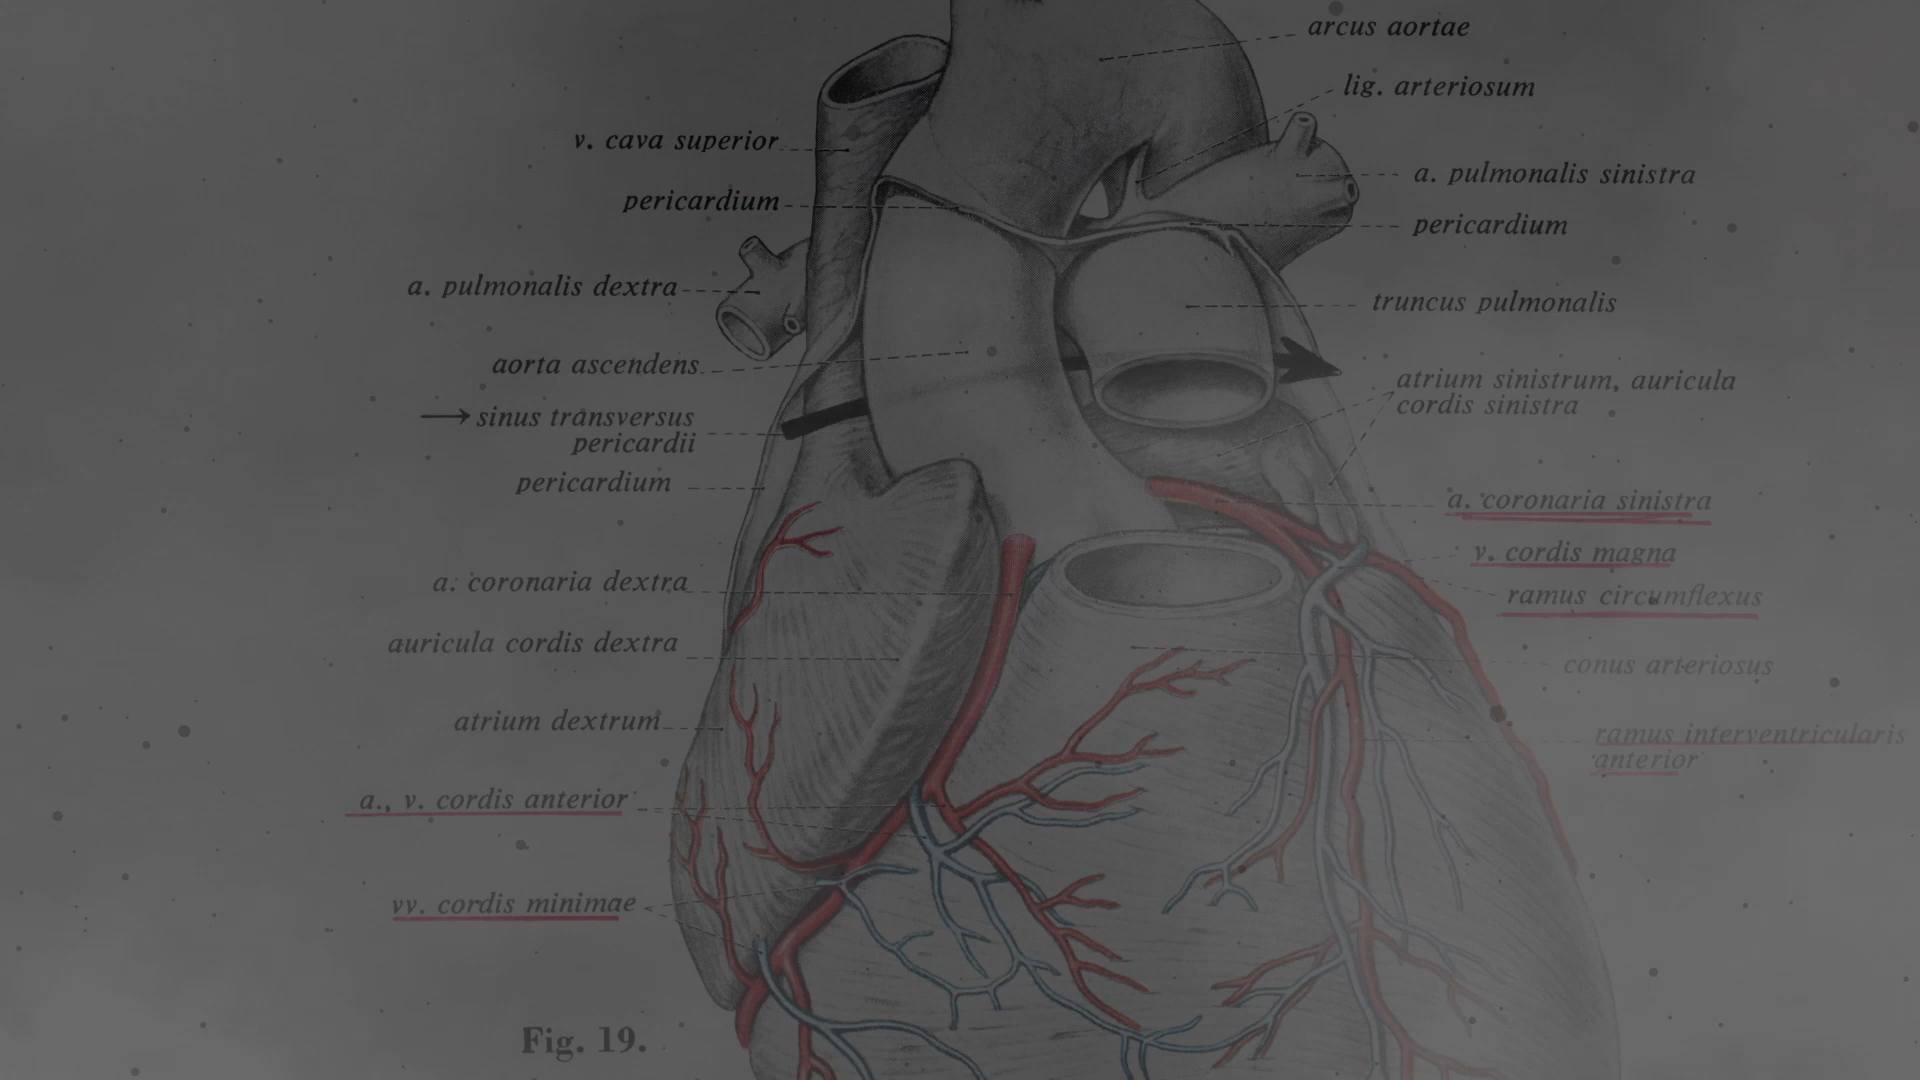 arcus aortae
lig. arteriosum
v. cava superior
a. pulmonalis sinistra
pericardium
pericardium
a. pulmonalis dextra
truncus pulmonalis
aorta ascendens
atrium sinistrum, auricula
cordis sinistra
→ sinus transversus
pericardii
pericardium
a. coronaria sinistra
v. cordis magna
a. coronaria dextra
ramus circumflexus
auricula cordis dextra
conus arteriosus
atrium dextrum
ramus interventricularis
anterior
a., v. cordis anterior
vv. cordis minimae
Fig. 19.